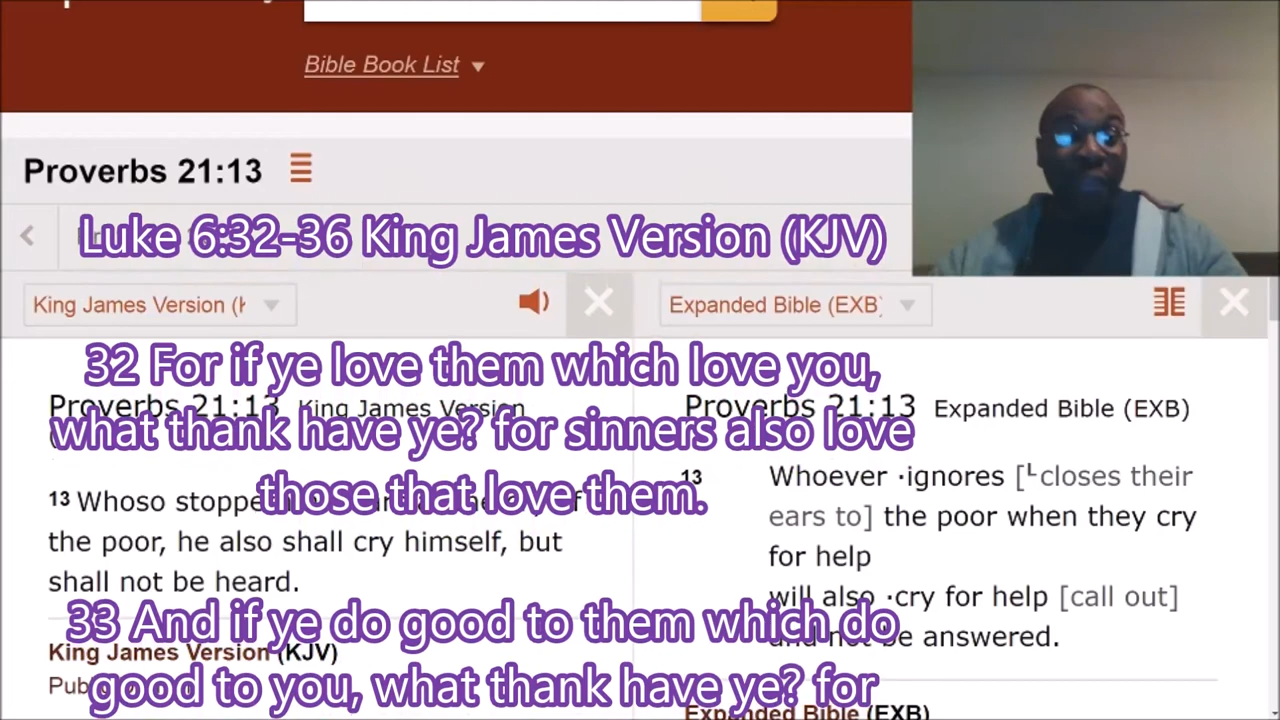 Bible Book List
Proverbs 21:13
Luke 6:32-36 King James Version (KJV)
King James Version (K
Expanded Bible (EXB)
32 For if ye love them which love you,
Proverbs 21:13 King James Version
Proverbs 21:13 Expanded Bible (EXB)
what thank have ye? for sinners also love
those that love them.
13 Whoso
the poor, he also shall cry himself, but
shall not be heard.
13 Whoever ·ignores [Lcloses their
ears to] the poor when they cry
for help
will also ·cry for help [call out]
and not be answered.
33 And if ye do good to them which do
King James Version (KJV)
good to you, what thank have ye? for
Expanded Bible (EXB)